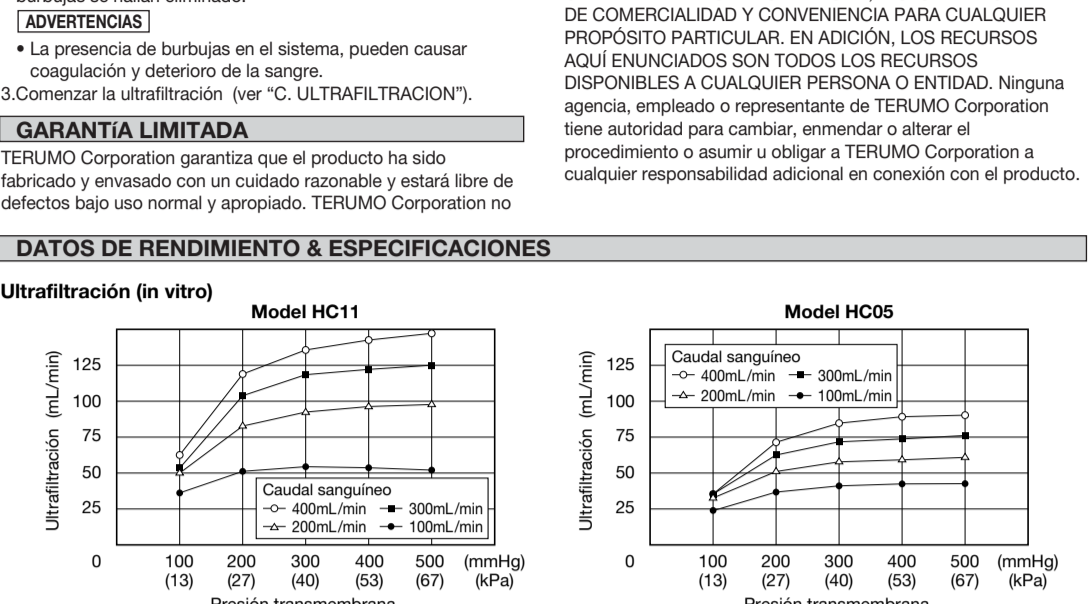 burbujas se hallan eliminado.
ADVERTENCIAS
• La presencia de burbujas en el sistema, pueden causar
coagulación y deterioro de la sangre.
3.Comenzar la ultrafiltración (ver “C. ULTRAFILTRACION”).
GARANTíA LIMITADA
TERUMO Corporation garantiza que el producto ha sido
fabricado y envasado con un cuidado razonable y estará libre de
defectos bajo uso normal y apropiado. TERUMO Corporation no
DE COMERCIALIDAD Y CONVENIENCIA PARA CUALQUIER
PROPÓSITO PARTICULAR. EN ADICIÓN, LOS RECURSOS
AQUÍ ENUNCIADOS SON TODOS LOS RECURSOS
DISPONIBLES A CUALQUIER PERSONA O ENTIDAD. Ninguna
agencia, empleado o representante de TERUMO Corporation
tiene autoridad para cambiar, enmendar o alterar el
procedimiento o asumir u obligar a TERUMO Corporation a
cualquier responsabilidad adicional en conexión con el producto.
DATOS DE RENDIMIENTO & ESPECIFICACIONES
Ultrafiltración (in vitro)
Model HC11
Ultrafiltración (mL/min)
125
100
75
50
25
Caudal sanguíneo
400mL/min 300mL/min
200mL/min 100mL/min
0 100 200 300 400 500 (mmHg)
(13) (27) (40) (53) (67) (kPa)
Presión transmembrana
Model HC05
Ultrafiltración (mL/min)
125
100
75
50
25
Caudal sanguíneo
400mL/min 300mL/min
200mL/min 100mL/min
0 100 200 300 400 500 (mmHg)
(13) (27) (40) (53) (67) (kPa)
Presión transmembrana